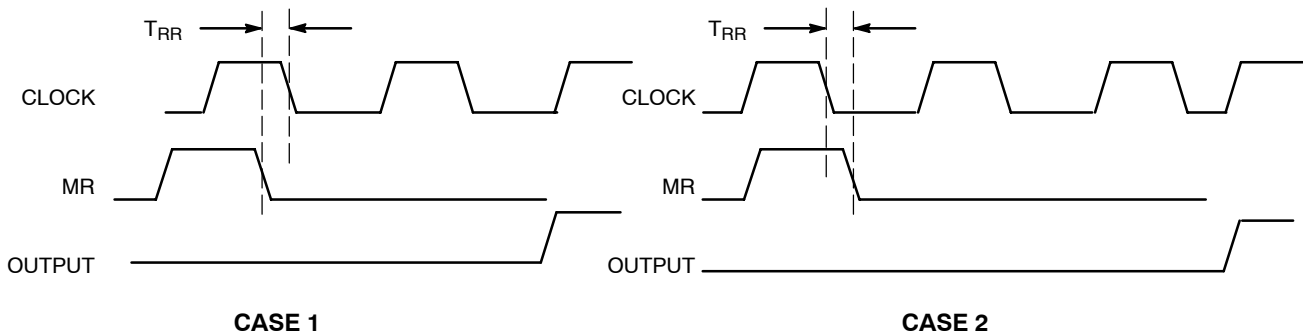 T_RR T_RR
CLOCK CLOCK
MR MR
OUTPUT OUTPUT
CASE 1 CASE 2